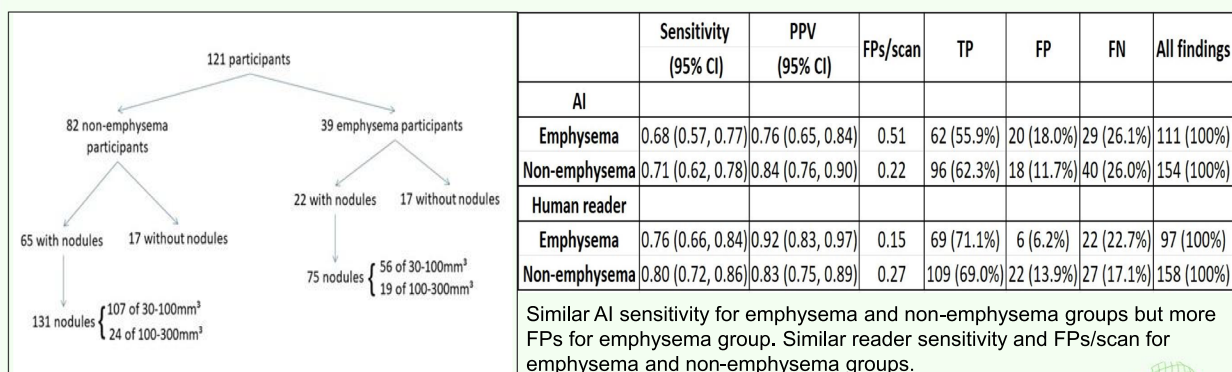 121 participants
82 non-emphysema
participants
39 emphysema participants
65 with nodules
17 without nodules
22 with nodules
17 without nodules
131 nodules { 107 of 30-100mm³
24 of 100-300mm³
75 nodules { 56 of 30-100mm³
19 of 100-300mm³
Sensitivity (95% CI) PPV (95% CI) FPs/scan TP FP FN All findings
AI
Emphysema 0.68 (0.57, 0.77) 0.76 (0.65, 0.84) 0.51 62 (55.9%) 20 (18.0%) 29 (26.1%) 111 (100%)
Non-emphysema 0.71 (0.62, 0.78) 0.84 (0.76, 0.90) 0.22 96 (62.3%) 18 (11.7%) 40 (26.0%) 154 (100%)
Human reader
Emphysema 0.76 (0.66, 0.84) 0.92 (0.83, 0.97) 0.15 69 (71.1%) 6 (6.2%) 22 (22.7%) 97 (100%)
Non-emphysema 0.80 (0.72, 0.86) 0.83 (0.75, 0.89) 0.27 109 (69.0%) 22 (13.9%) 27 (17.1%) 158 (100%)
Similar AI sensitivity for emphysema and non-emphysema groups but more
FPs for emphysema group. Similar reader sensitivity and FPs/scan for
emphysema and non-emphysema groups.